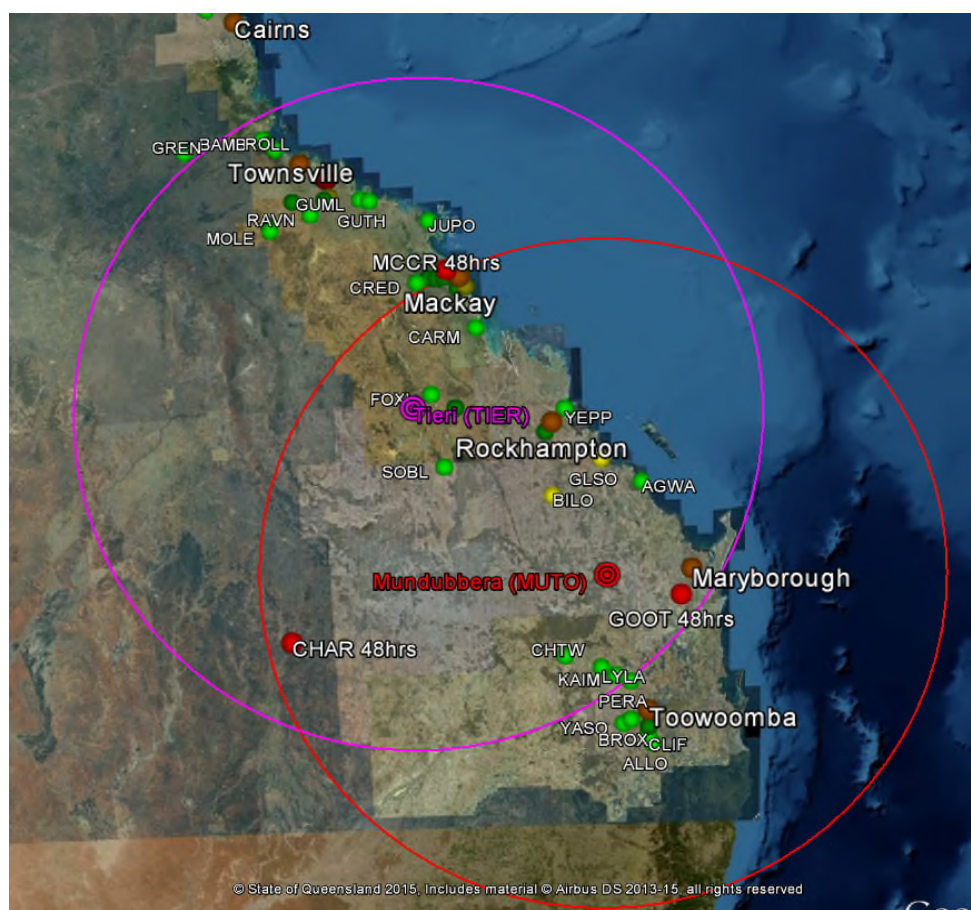 Cairns
GREN
BAMB
ROLL
Townsville
GUML
RAVN
GUTH
JUPO
MOLE
MCCR 48hrs
CRED
Mackay
CARM
Tieri (TIER)
YEPP
Rockhampton
SOBL
GLSO
AGWA
BILO
Mundubbera (MUTO)
Maryborough
GOOT 48hrs
CHAR 48hrs
CHTW
KAIM
LYLA
PERA
Toowoomba
YASO
BROX
CLIF
ALLO
© State of Queensland 2015, Includes material © Airbus DS 2013-15, all rights reserved